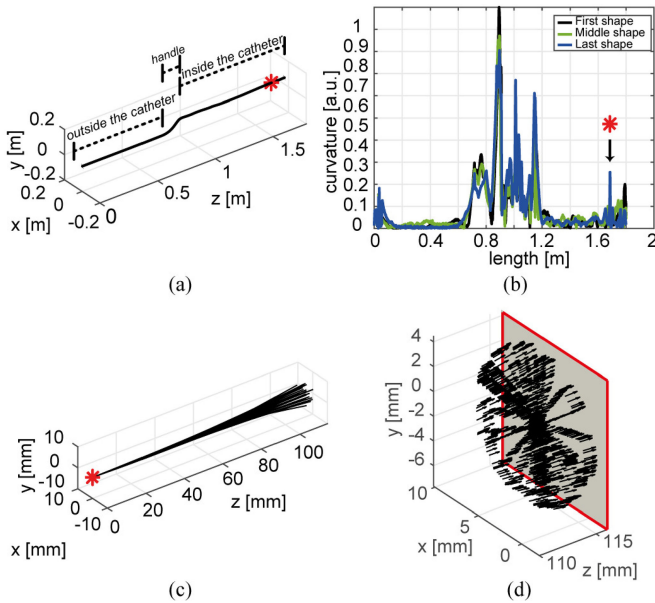 handle
inside the catheter
outside the catheter
0.2
0
-0.2
y [m]
0.2
0
-0.2
x [m]
0
0.5
1
1.5
z [m]
(a)
First shape
Middle shape
Last shape
1
0.9
0.8
0.7
0.6
0.5
0.4
0.3
0.2
0.1
0
curvature [a.u.]
0
0.4
0.8
1.2
1.6
2
length [m]
(b)
10
0
-10
y [mm]
10
0
-10
x [mm]
0
20
40
60
80
100
z [mm]
(c)
4
2
0
-2
-4
-6
y [mm]
10
5
0
x [mm]
110
115
z [mm]
(d)